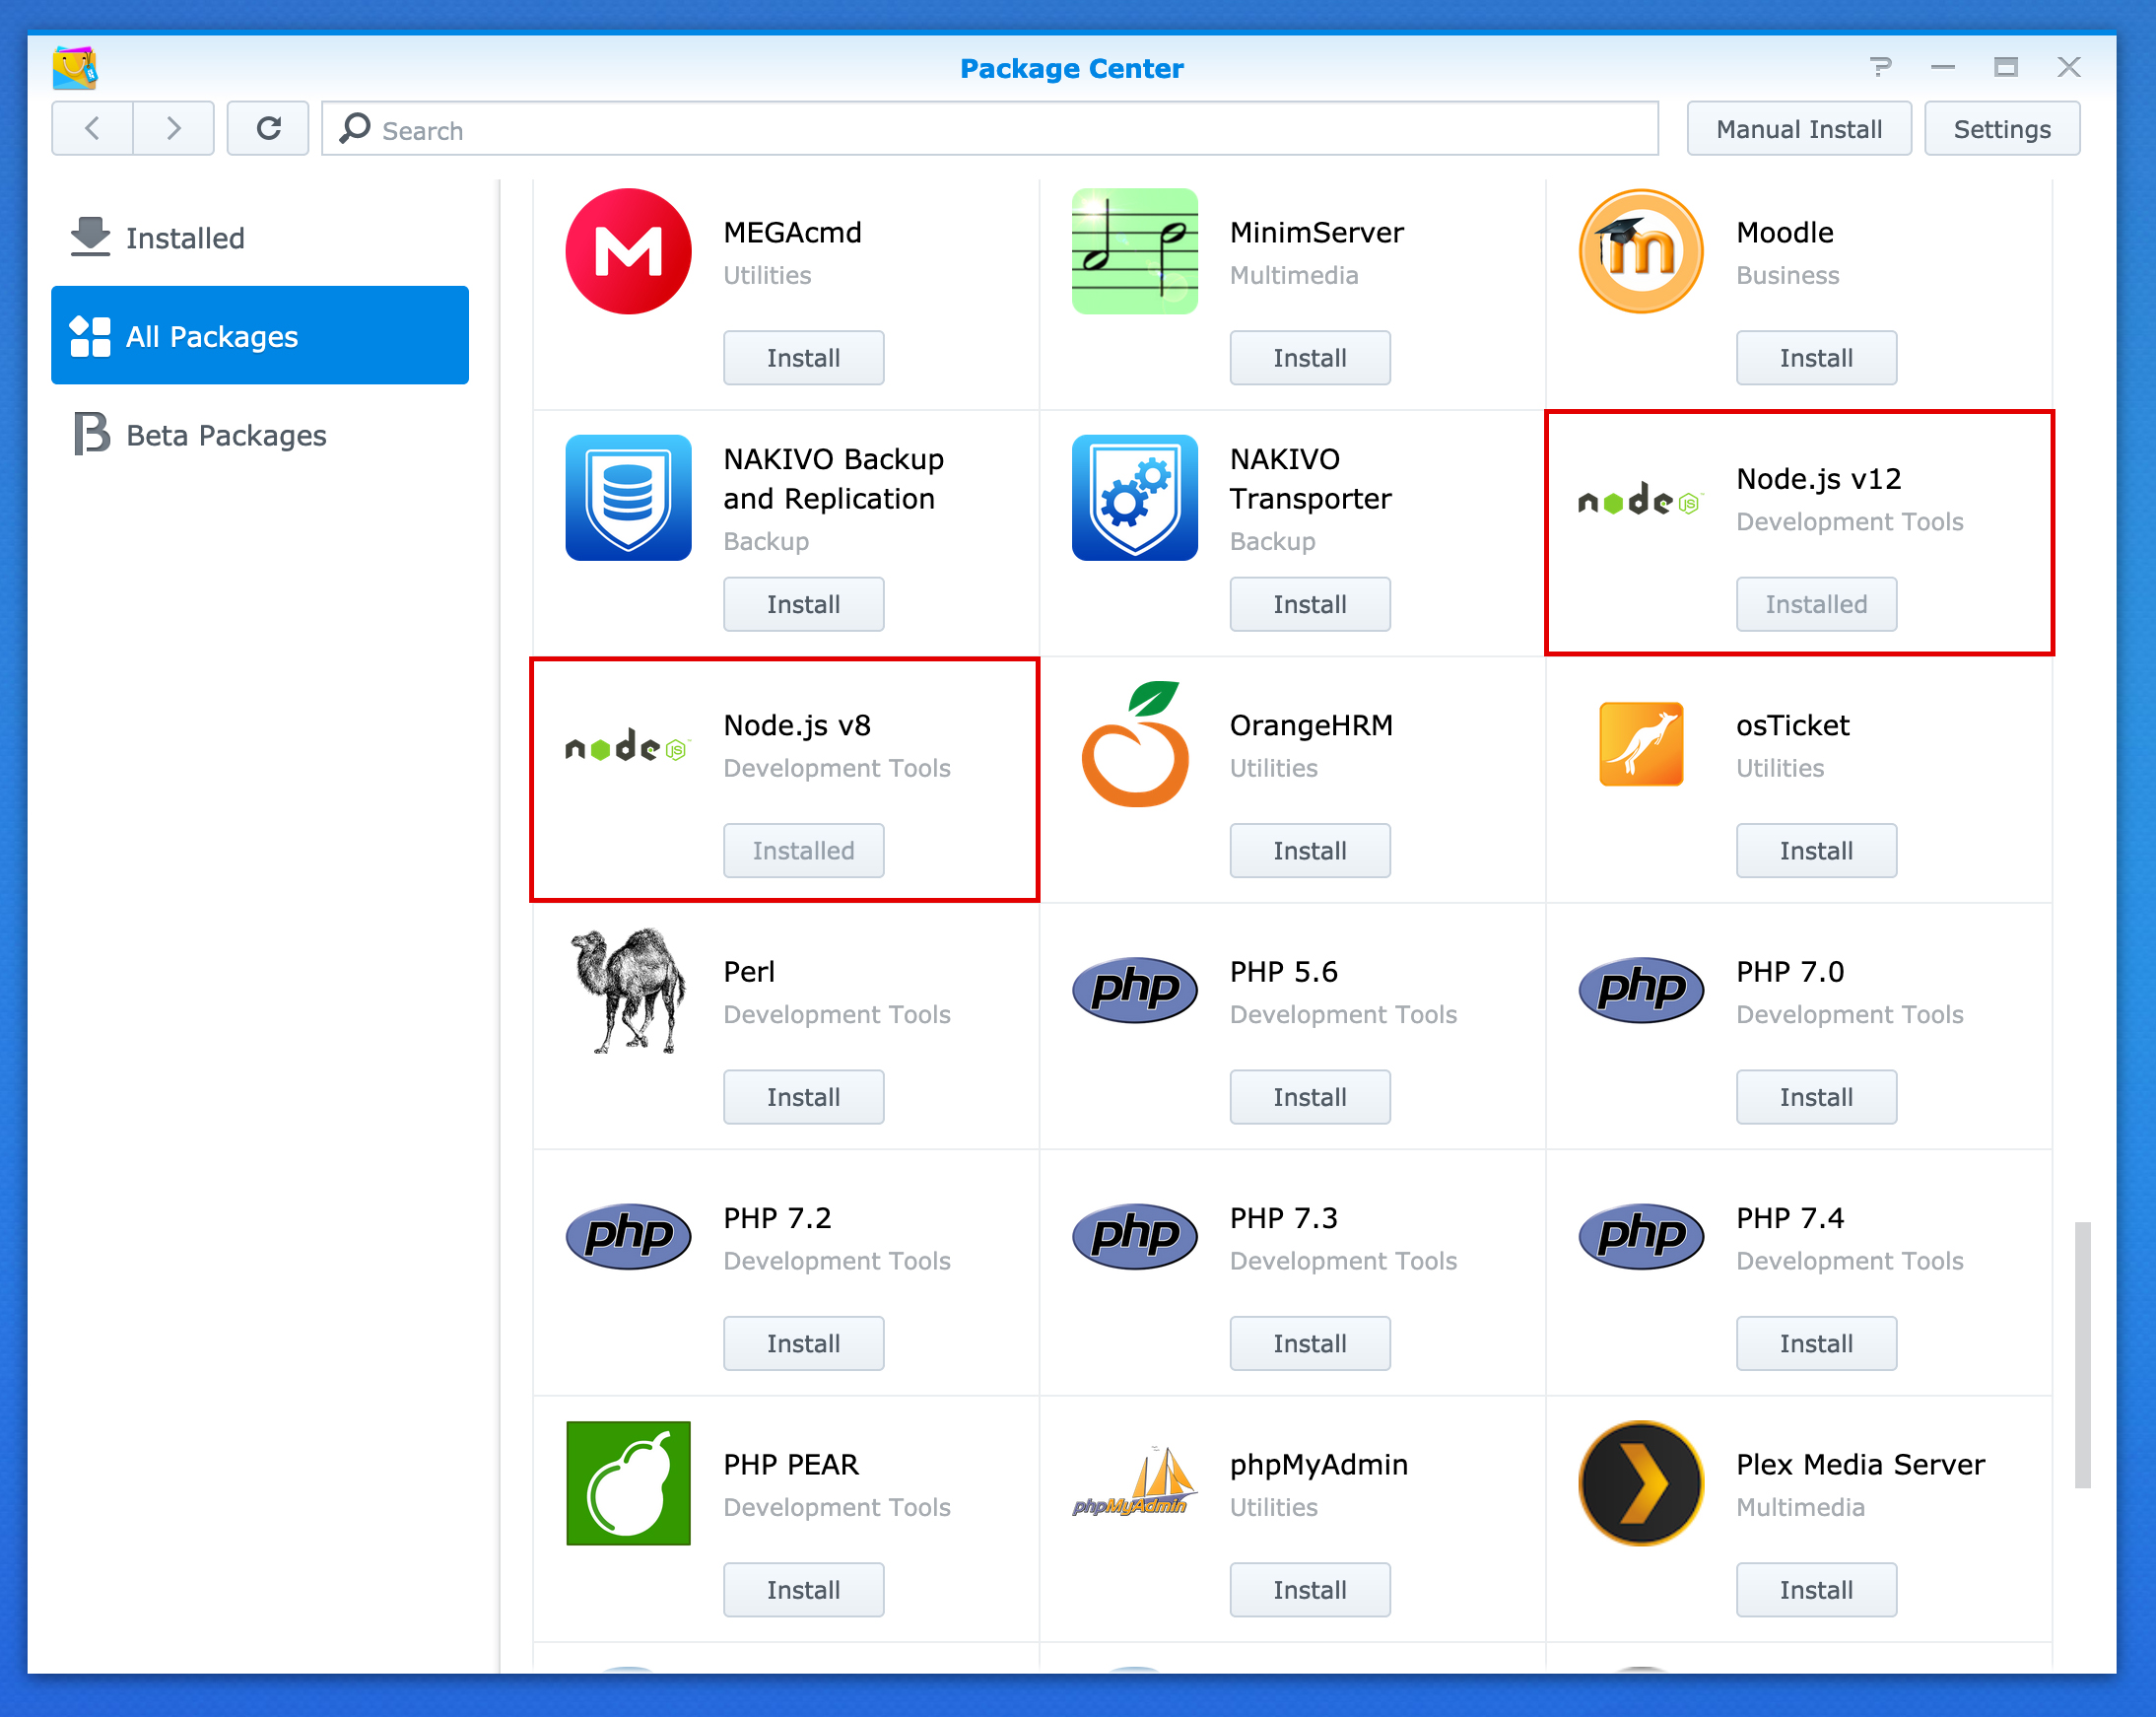 Package Center
Search
Manual Install
Settings
Installed
All Packages
Beta Packages
MEGAcmd
Utilities
Install
MinimServer
Multimedia
Install
Moodle
Business
Install
NAKIVO Backup
and Replication
Backup
Install
NAKIVO
Transporter
Backup
Install
node JS
Node.js v12
Development Tools
Installed
node JS
Node.js v8
Development Tools
Installed
OrangeHRM
Utilities
Install
osTicket
Utilities
Install
Perl
Development Tools
Install
php
PHP 5.6
Development Tools
Install
php
PHP 7.0
Development Tools
Install
php
PHP 7.2
Development Tools
Install
php
PHP 7.3
Development Tools
Install
php
PHP 7.4
Development Tools
Install
PHP PEAR
Development Tools
Install
phpMyAdmin
phpMyAdmin
Utilities
Install
Plex Media Server
Multimedia
Install